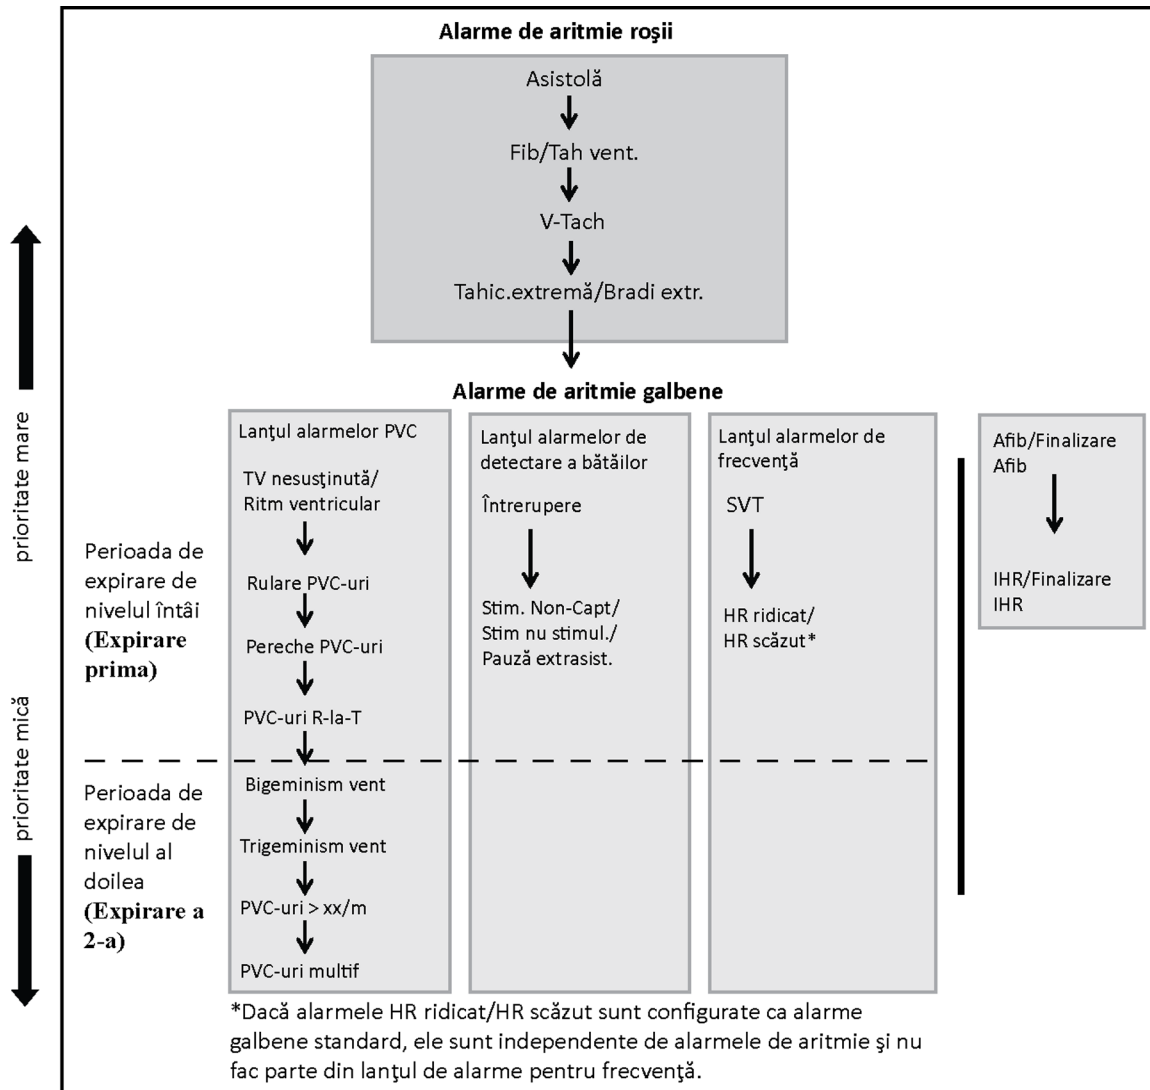 Alarme de aritmie roşii
Asistolă
Fib/Tah vent.
V-Tach
Tahic.extremă/Bradi extr.
prioritate mare
prioritate mică
Alarme de aritmie galbene
Perioada de
expirare de
nivelul întâi
(Expirare
prima)
Perioada de
expirare de
nivelul al
doilea
(Expirare a
2-a)
Lanţul alarmelor PVC
TV nesusţinută/
Ritm ventricular
Rulare PVC-uri
Pereche PVC-uri
PVC-uri R-la-T
Bigeminism vent
Trigeminism vent
PVC-uri > xx/m
PVC-uri multif
Lanţul alarmelor de
detectare a bătăilor
Întrerupere
Stim. Non-Capt/
Stim nu stimul./
Pauză extrasist.
Lanţul alarmelor de
frecvenţă
SVT
HR ridicat/
HR scăzut*
Afib/Finalizare
Afib
IHR/Finalizare
IHR
*Dacă alarmele HR ridicat/HR scăzut sunt configurate ca alarme
galbene standard, ele sunt independente de alarmele de aritmie şi nu
fac parte din lanţul de alarme pentru frecvenţă.